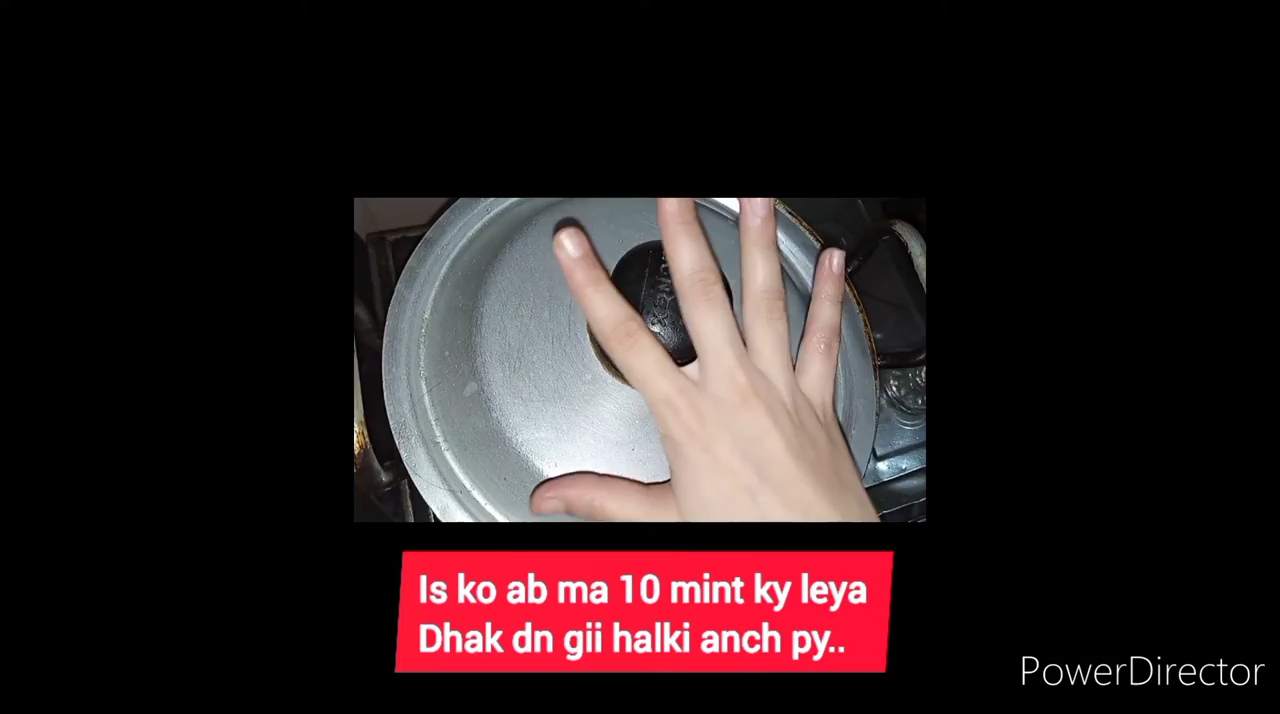 Is ko ab ma 10 mint ky leya
Dhak dn gii halki anch py..
PowerDirector